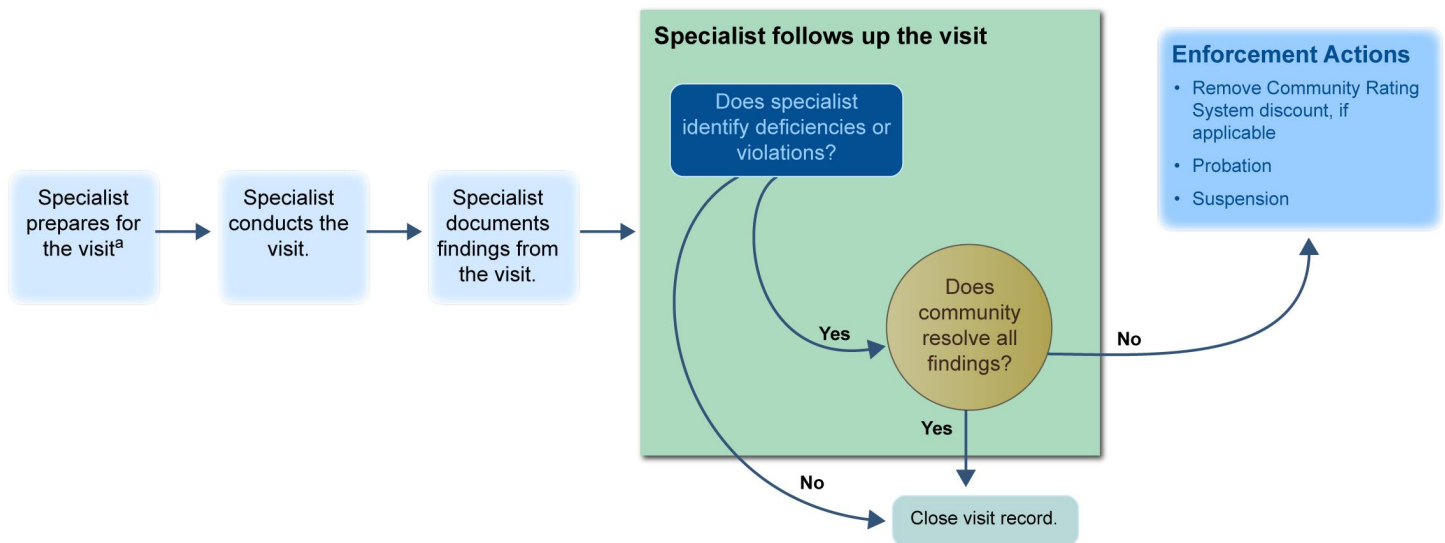 Specialist
prepares for
the visitᵃ
Specialist
conducts the
visit.
Specialist
documents
findings from
the visit.
Specialist follows up the visit
Does specialist
identify deficiencies or
violations?
Yes
No
Does
community
resolve all
findings?
Yes
No
Close visit record.
Enforcement Actions
• Remove Community Rating
System discount, if
applicable
• Probation
• Suspension